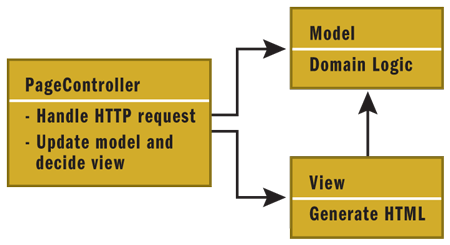 PageController
- Handle HTTP request
- Update model and
decide view
Model
Domain Logic
View
Generate HTML